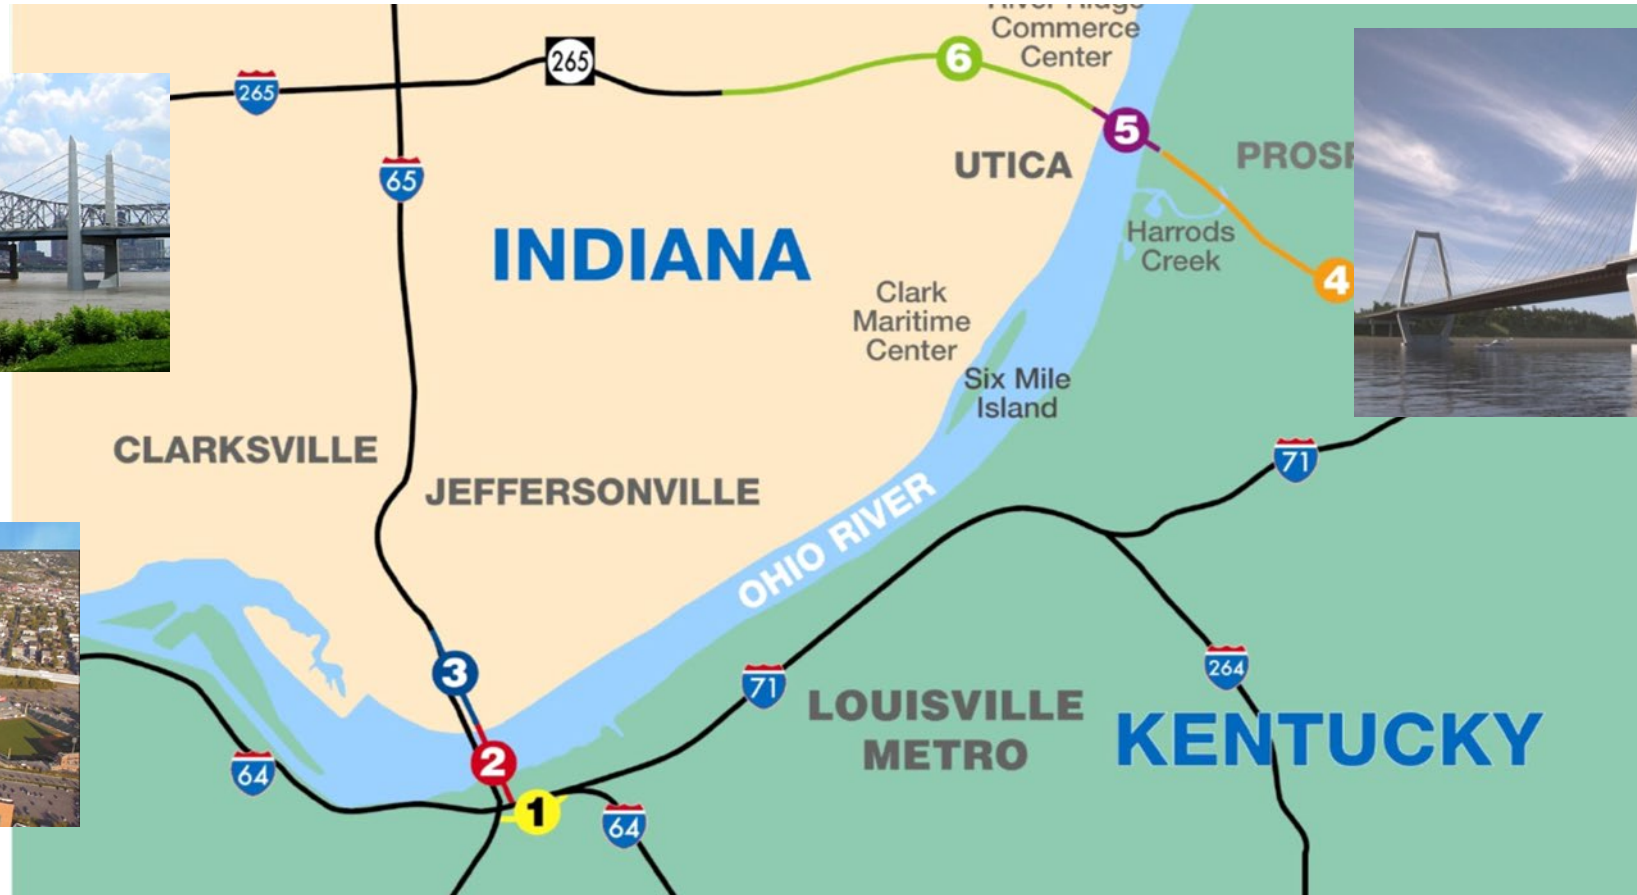 Commerce
Center
6
265
265
5
UTICA
65
INDIANA
Harrods
Creek
4
Clark
Maritime
Center
Six Mile
Island
CLARKSVILLE
71
JEFFERSONVILLE
OHIO RIVER
3
264
71
LOUISVILLE
METRO
KENTUCKY
2
64
1
64